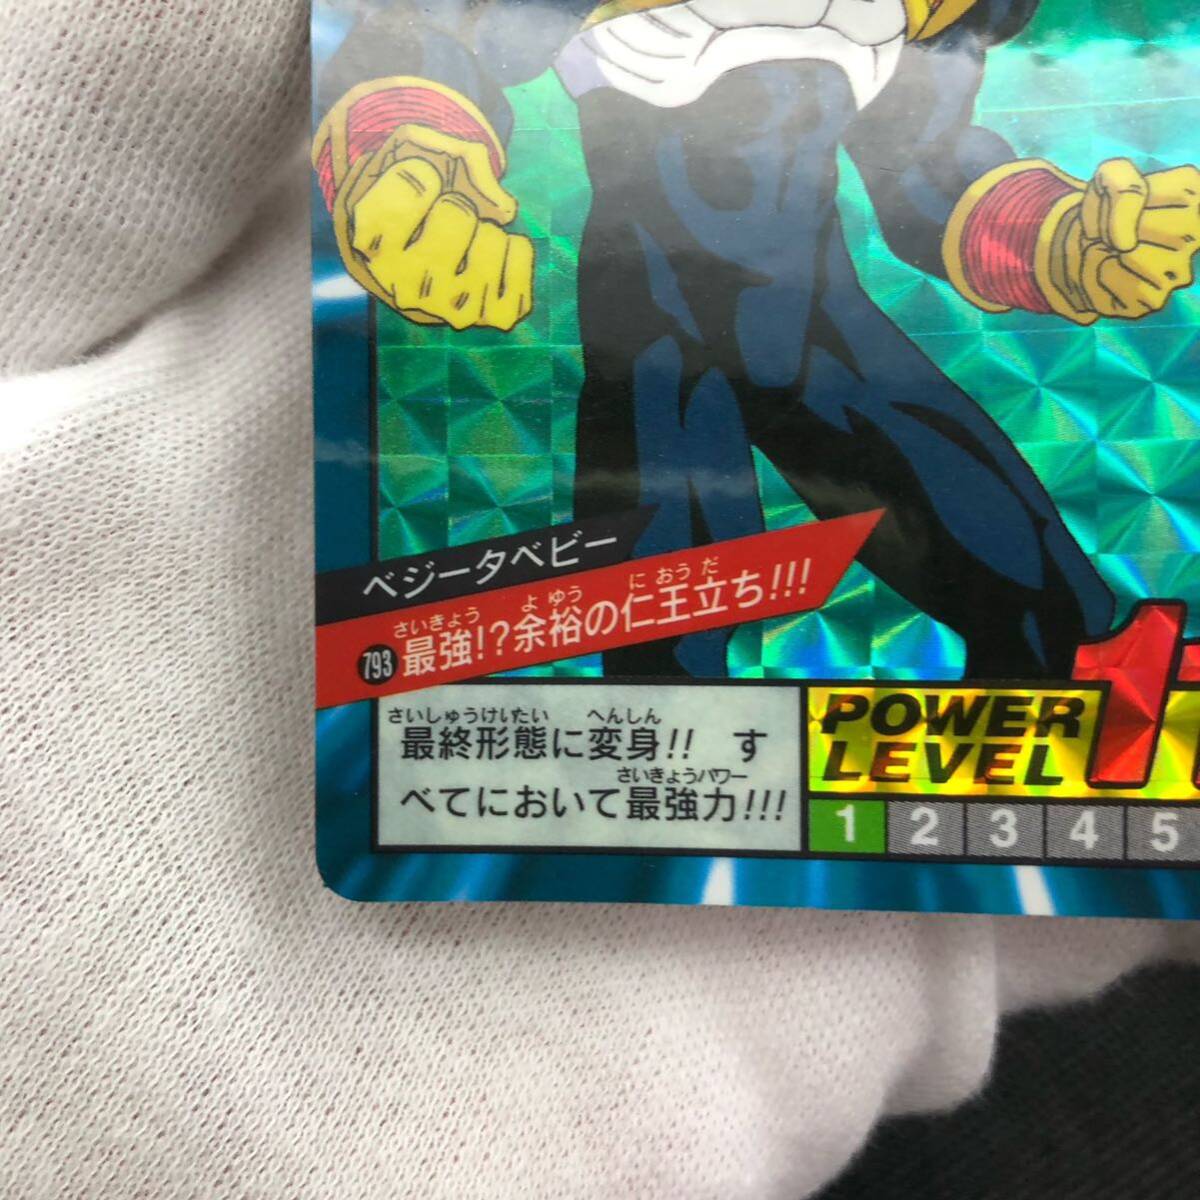 ベジータベビー
さいきょう よゆう におうだ
793 最強!?余裕の仁王立ち!!!
さいしゅうけいたい へんしん
最終形態に変身!! す
さいきょうパワー
べてにおいて最強力!!!
POWER
LEVEL
1 2 3 4 5